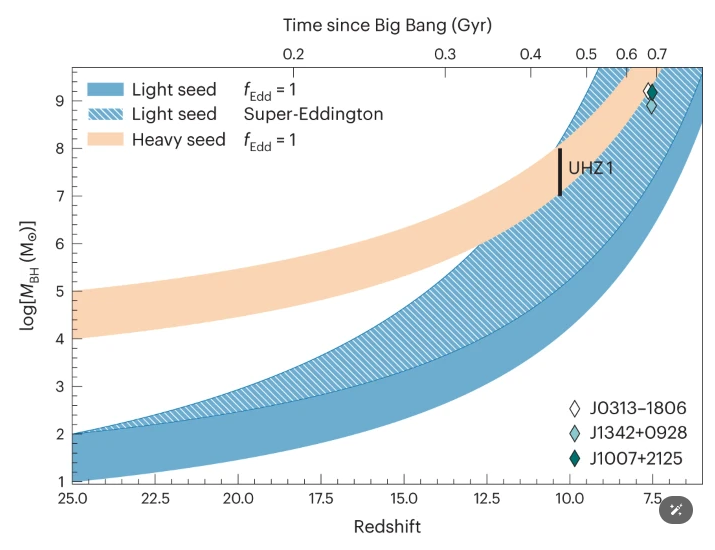 Time since Big Bang (Gyr)
0.2 0.3 0.4 0.5 0.6 0.7
Light seed fEdd = 1
Light seed Super-Eddington
Heavy seed fEdd = 1
9
8
7
6
5
4
3
2
1
log[MBH (M⊙)]
UHZ1
J0313–1806
J1342+0928
J1007+2125
25.0 22.5 20.0 17.5 15.0 12.5 10.0 7.5
Redshift